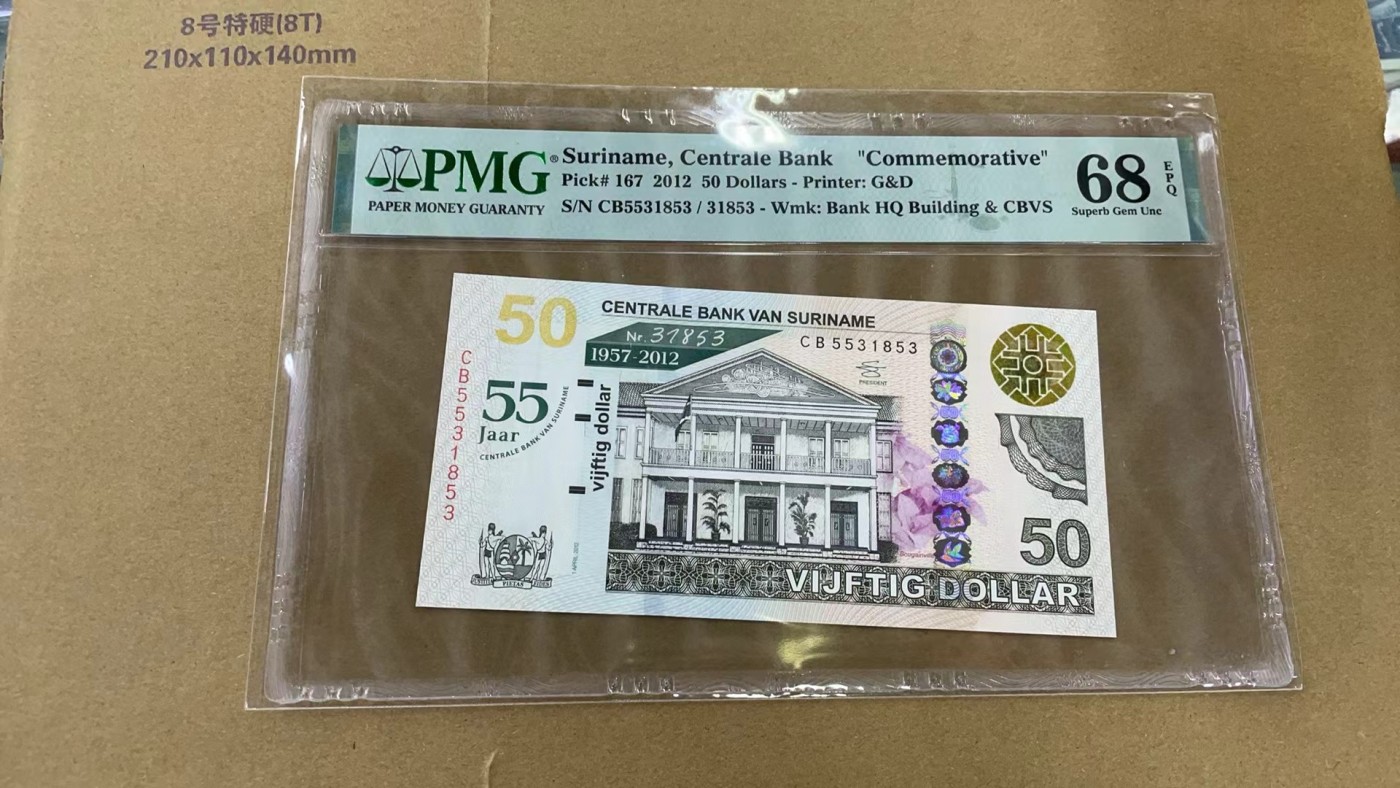 8号特硬(8T)
210x110x140mm
PMG®
PAPER MONEY GUARANTY
Suriname, Centrale Bank "Commemorative"
Pick# 167 2012 50 Dollars - Printer: G&D
S/N CB5531853 / 31853 - Wmk: Bank HQ Building & CBVS
68
EPQ
Superb Gem Unc
50
CENTRALE BANK VAN SURINAME
Nr. 31853
CB5531853
1957-2012
PRESIDENT
CB5531853
55
Jaar
CENTRALE BANK VAN SURINAME
vijftig dollar
50
VIJFTIG DOLLAR